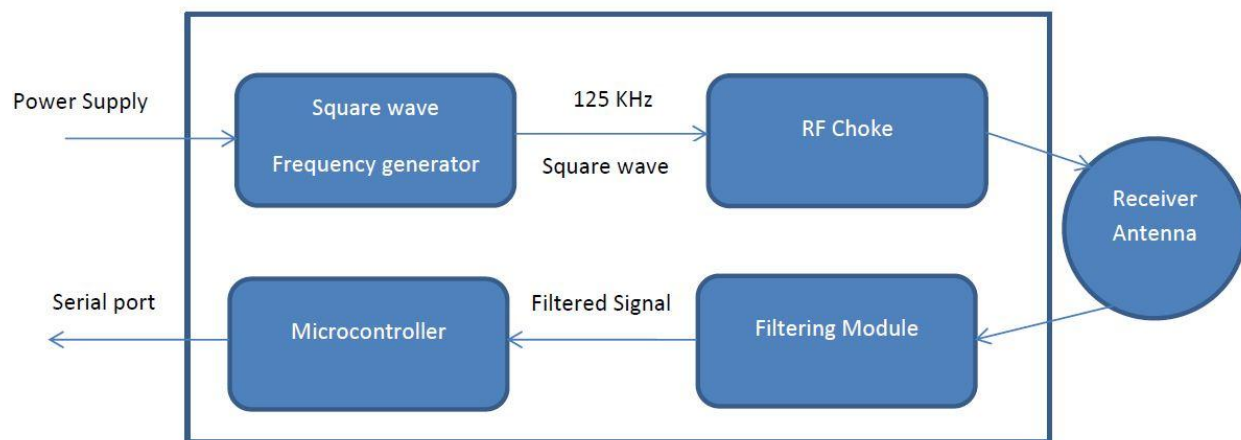 Power Supply
Square wave
Frequency generator
125 KHz
Square wave
RF Choke
Receiver
Antenna
Serial port
Microcontroller
Filtered Signal
Filtering Module